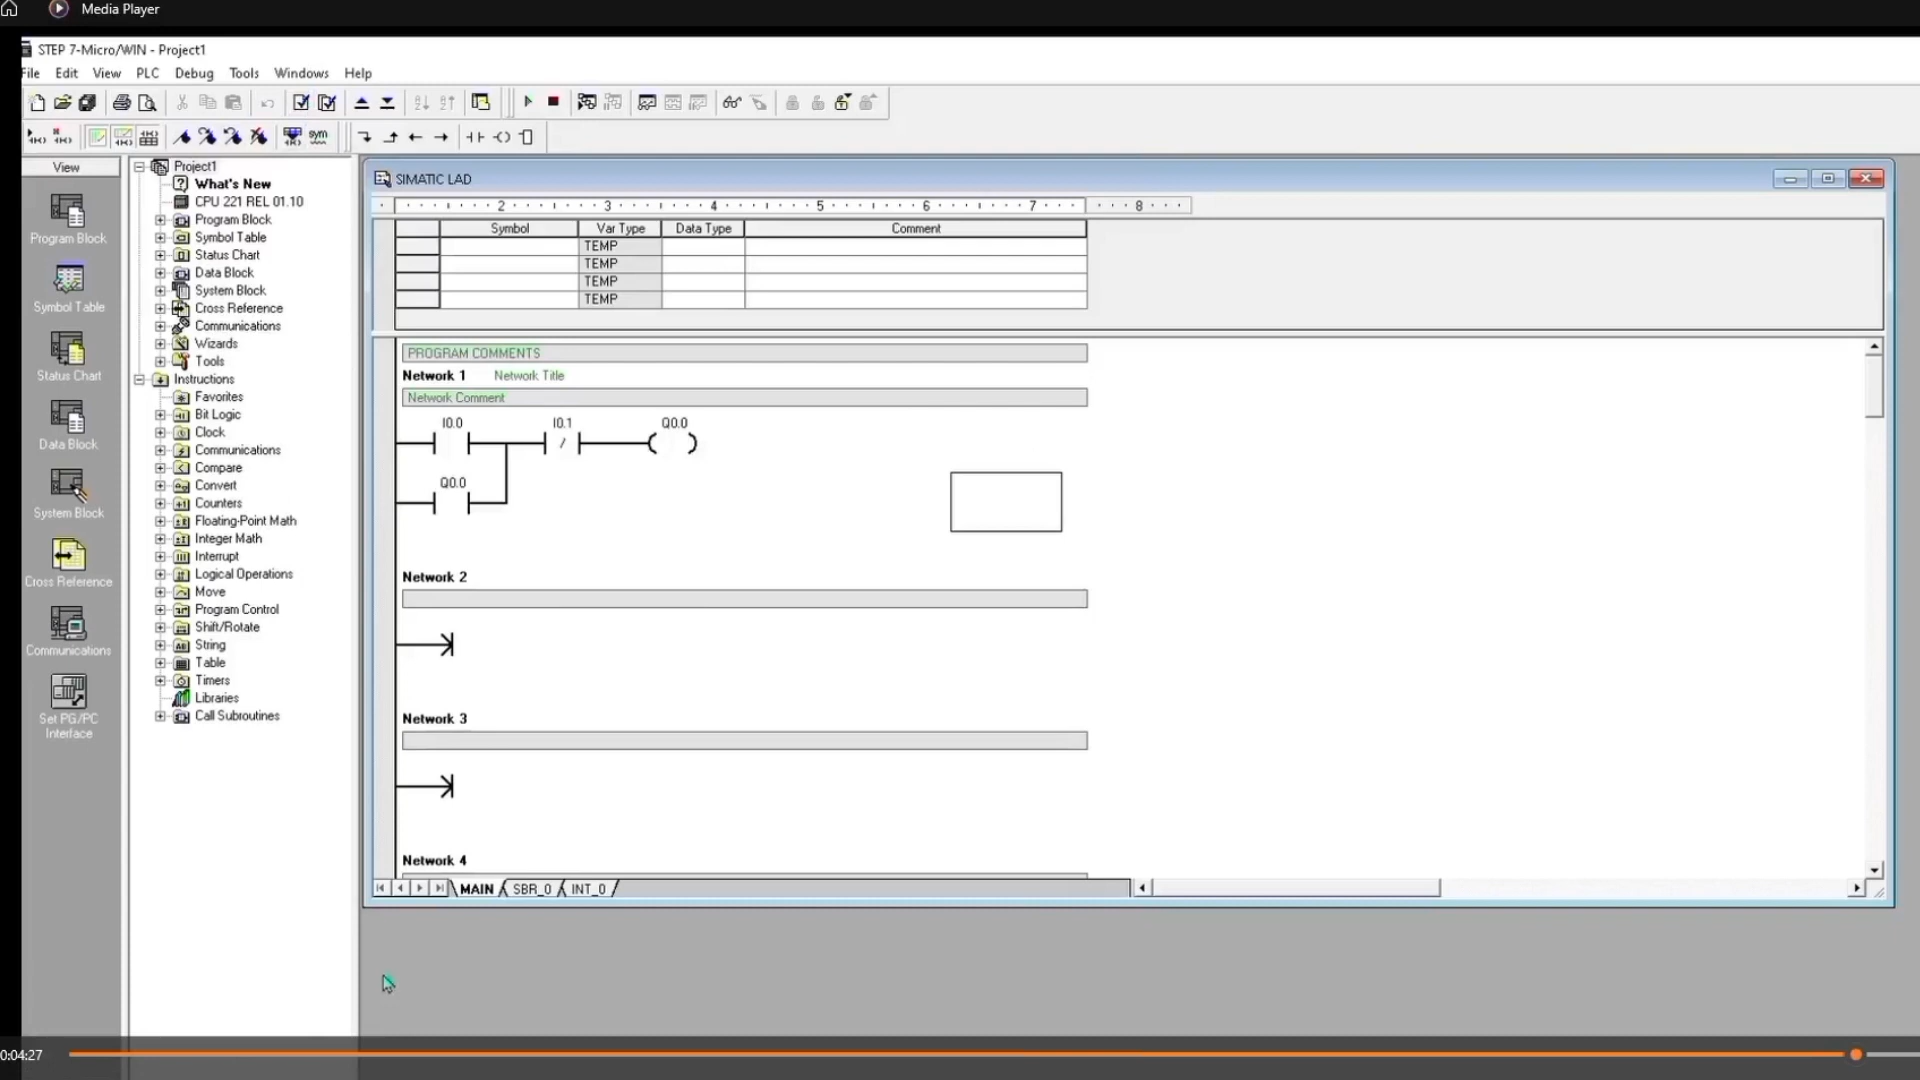 Media Player
STEP 7-Micro/WIN - Project1
File Edit View PLC Debug Tools Windows Help
View
Program Block
Symbol Table
Status Chart
Data Block
System Block
Cross Reference
Communications
Set PG/PC
Interface
Project1
What's New
CPU 221 REL 01.10
Program Block
Symbol Table
Status Chart
Data Block
System Block
Cross Reference
Communications
Wizards
Tools
Instructions
Favorites
Bit Logic
Clock
Communications
Compare
Convert
Counters
Floating-Point Math
Integer Math
Interrupt
Logical Operations
Move
Program Control
Shift/Rotate
String
Table
Timers
Libraries
Call Subroutines
SIMATIC LAD
2 3 4 5 6 7 8
Symbol Var Type Data Type Comment
TEMP
TEMP
TEMP
TEMP
PROGRAM COMMENTS
Network 1 Network Title
Network Comment
I0.0 I0.1 Q0.0
/
Q0.0
Network 2
Network 3
Network 4
MAIN SBR_0 INT_0
0:04:27